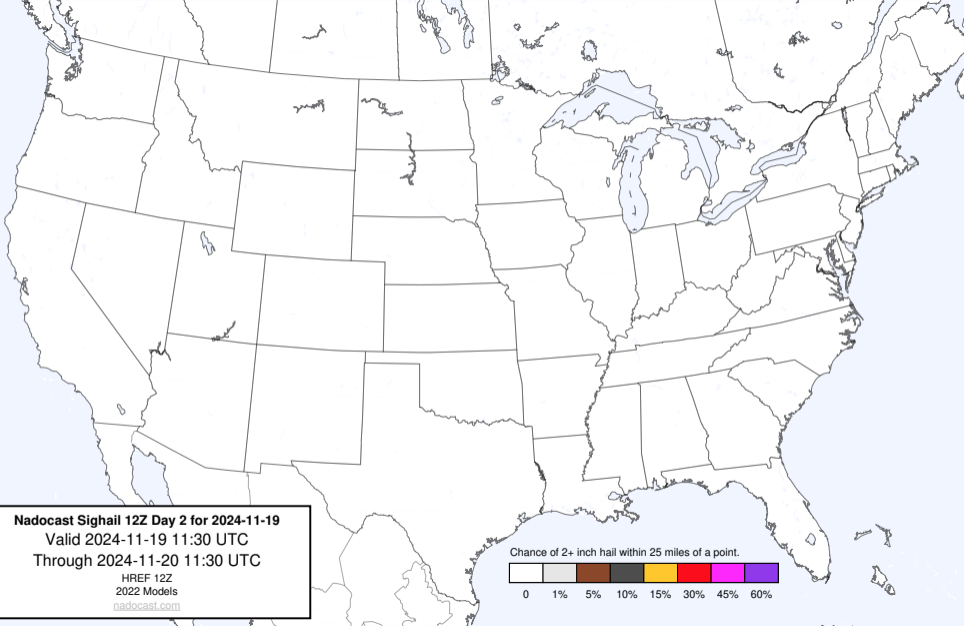 Nadocast Sighail 12Z Day 2 for 2024-11-19
Valid 2024-11-19 11:30 UTC
Through 2024-11-20 11:30 UTC
HREF 12Z
2022 Models
nadocast.com
Chance of 2+ inch hail within 25 miles of a point.
0 1% 5% 10% 15% 30% 45% 60%